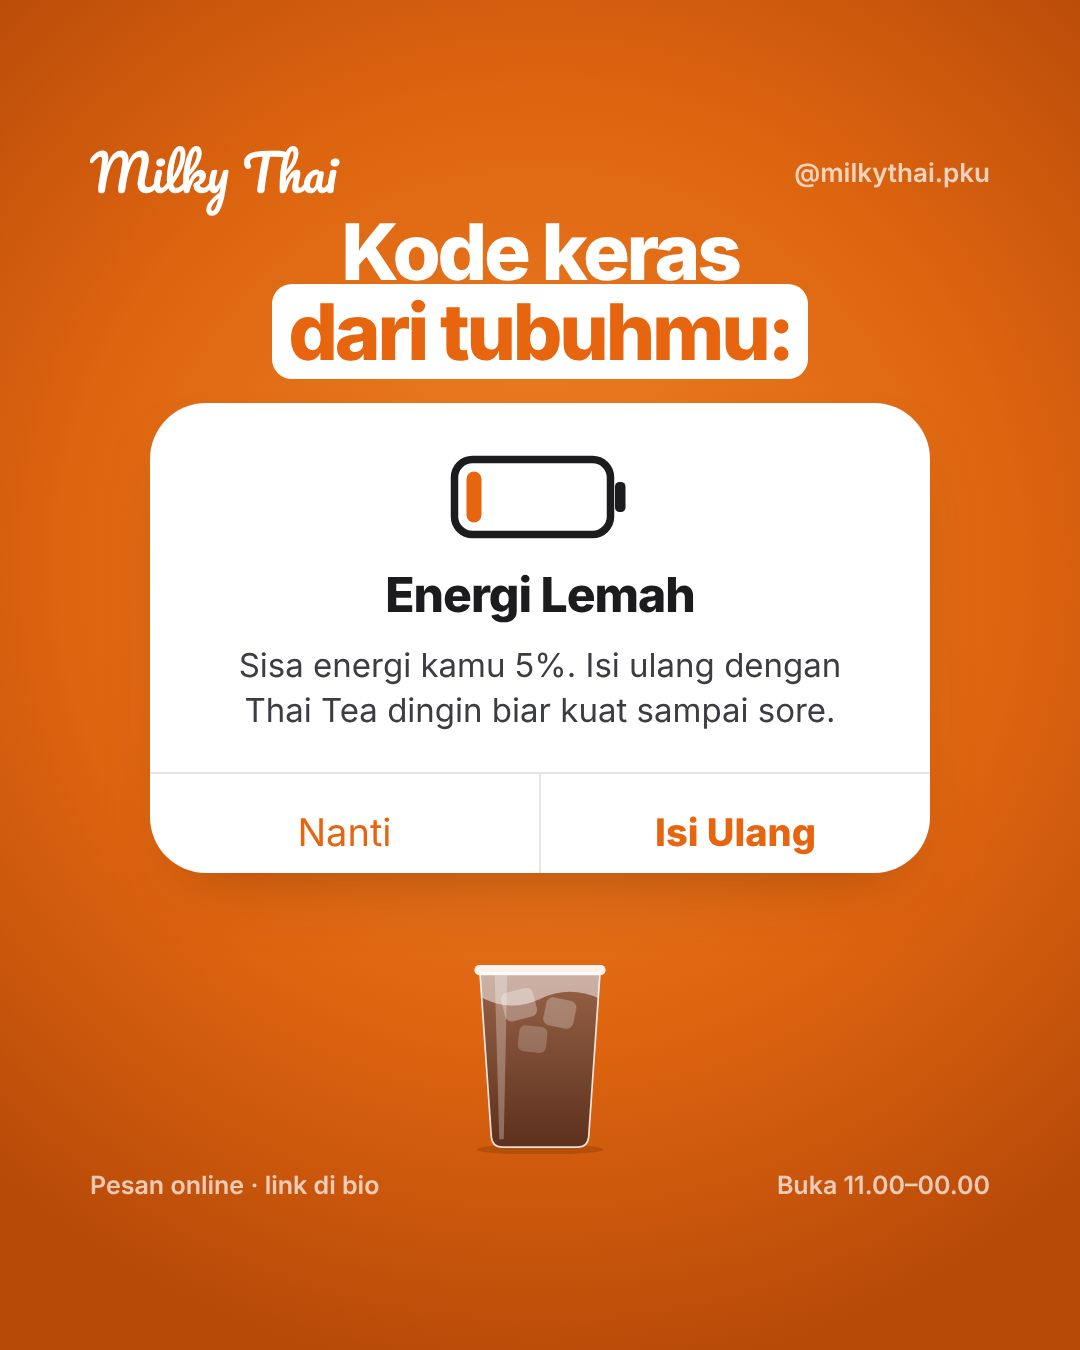 Milky Thai
@milkythai.pku
Kode keras
dari tubuhmu:
Energi Lemah
Sisa energi kamu 5%. Isi ulang dengan
Thai Tea dingin biar kuat sampai sore.
Nanti
Isi Ulang
Pesan online · link di bio
Buka 11.00–00.00